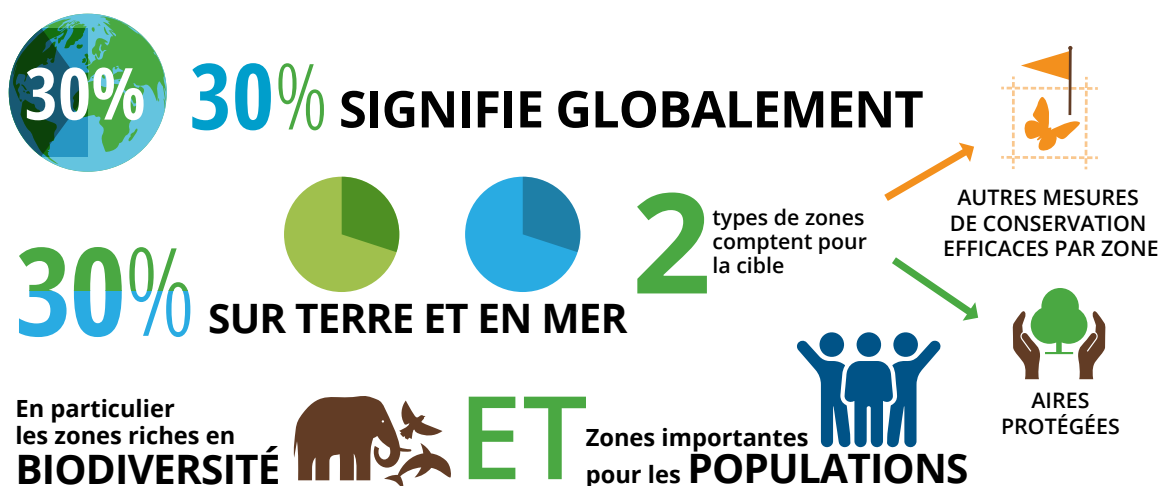 30%
30% SIGNIFIE GLOBALEMENT
30% SUR TERRE ET EN MER
2 types de zones
comptent pour
la cible
AUTRES MESURES
DE CONSERVATION
EFFICACES PAR ZONE
AIRES
PROTÉGÉES
En particulier
les zones riches en
BIODIVERSITÉ
ET
Zones importantes
pour les POPULATIONS